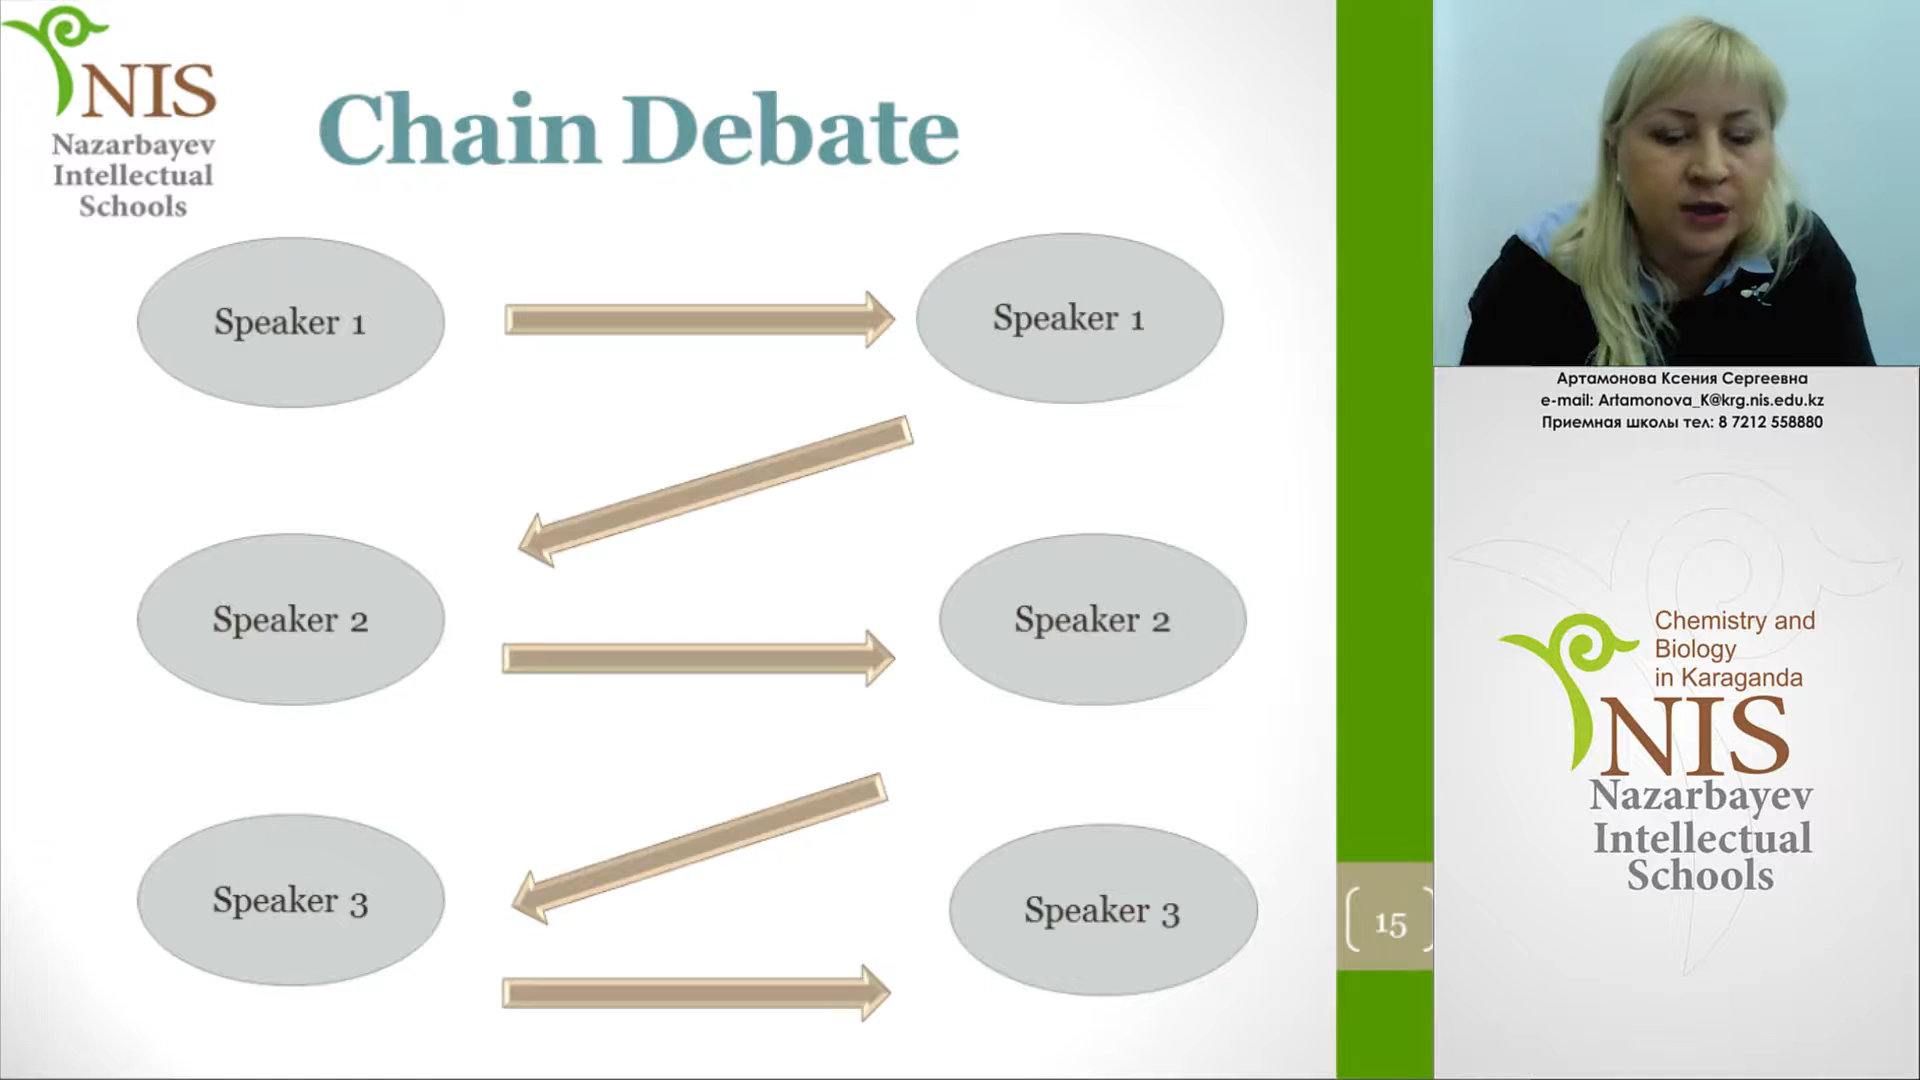 NIS
Nazarbayev
Intellectual
Schools
Chain Debate
Speaker 1
Speaker 1
Speaker 2
Speaker 2
Speaker 3
Speaker 3
15
Артамонова Ксения Сергеевна
e-mail: Artamonova_K@krg.nis.edu.kz
Приемная школы тел: 8 7212 558880
Chemistry and
Biology
in Karaganda
NIS
Nazarbayev
Intellectual
Schools